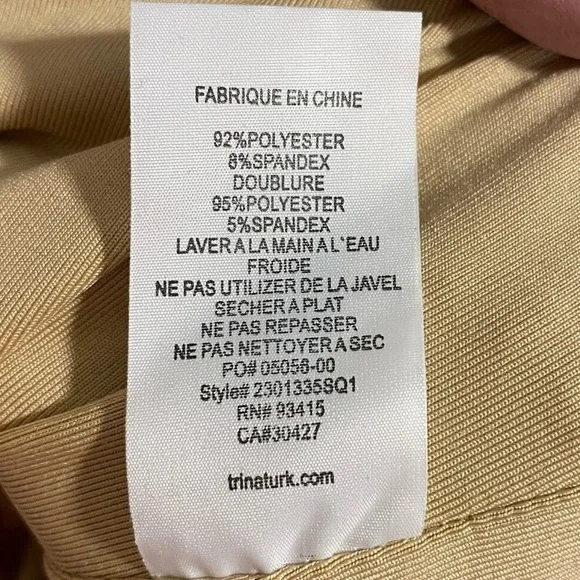 FABRIQUE EN CHINE
92%POLYESTER
8%SPANDEX
DOUBLURE
95%POLYESTER
5%SPANDEX
LAVER A LA MAIN A L`EAU
FROIDE
NE PAS UTILIZER DE LA JAVEL
SECHER A PLAT
NE PAS REPASSER
NE PAS NETTOYER A SEC
PO# 05056-00
Style# 2301335SQ1
RN# 93415
CA#30427
trinaturk.com